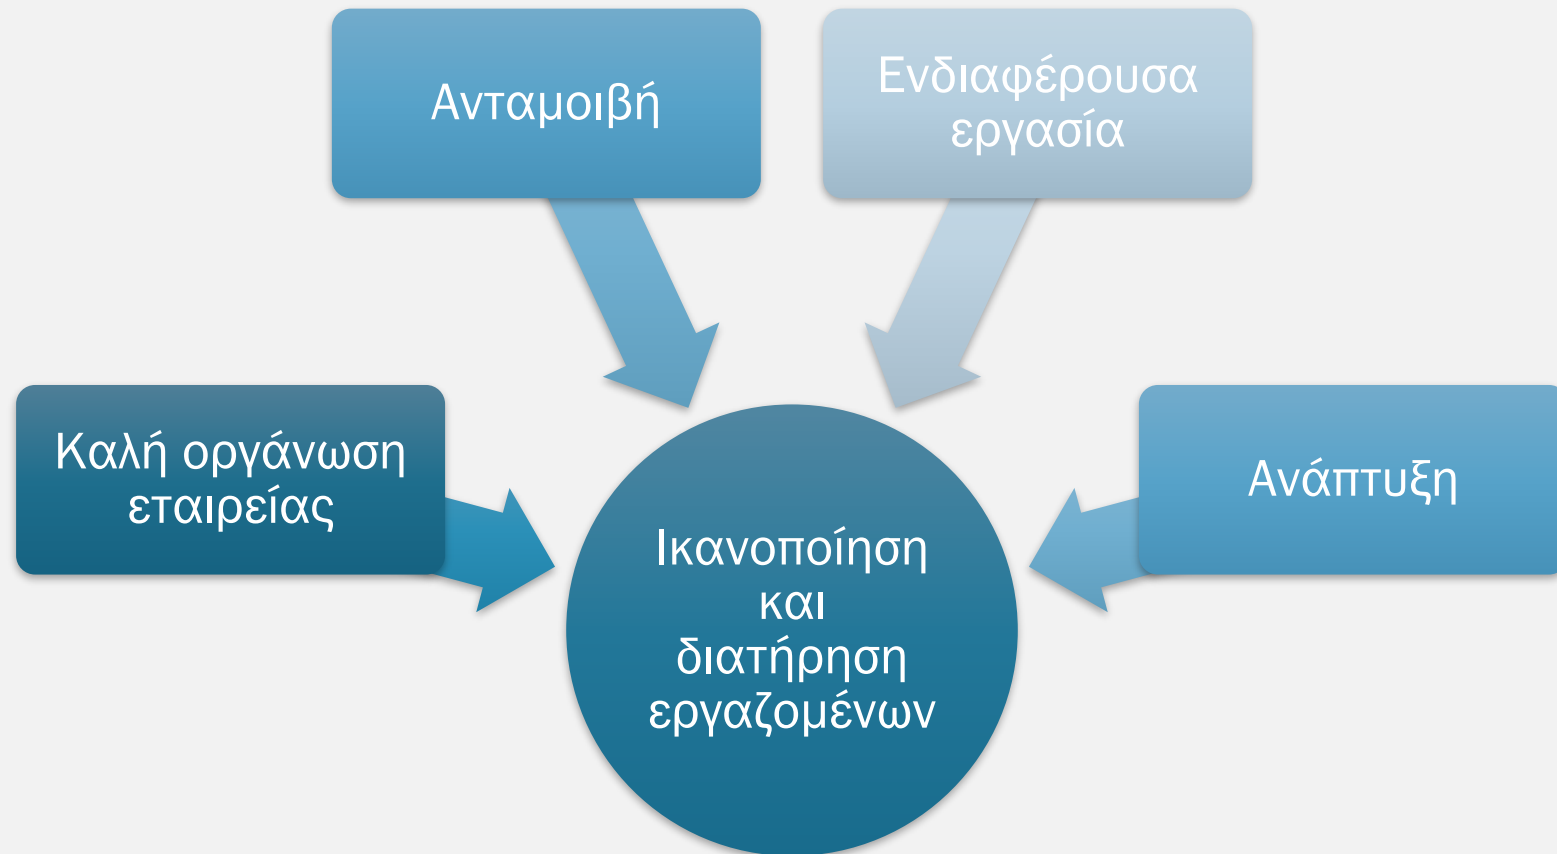 Ανταμοιβή
Ενδιαφέρουσα
εργασία
Καλή οργάνωση
εταιρείας
Ανάπτυξη
Ικανοποίηση
και
διατήρηση
εργαζομένων